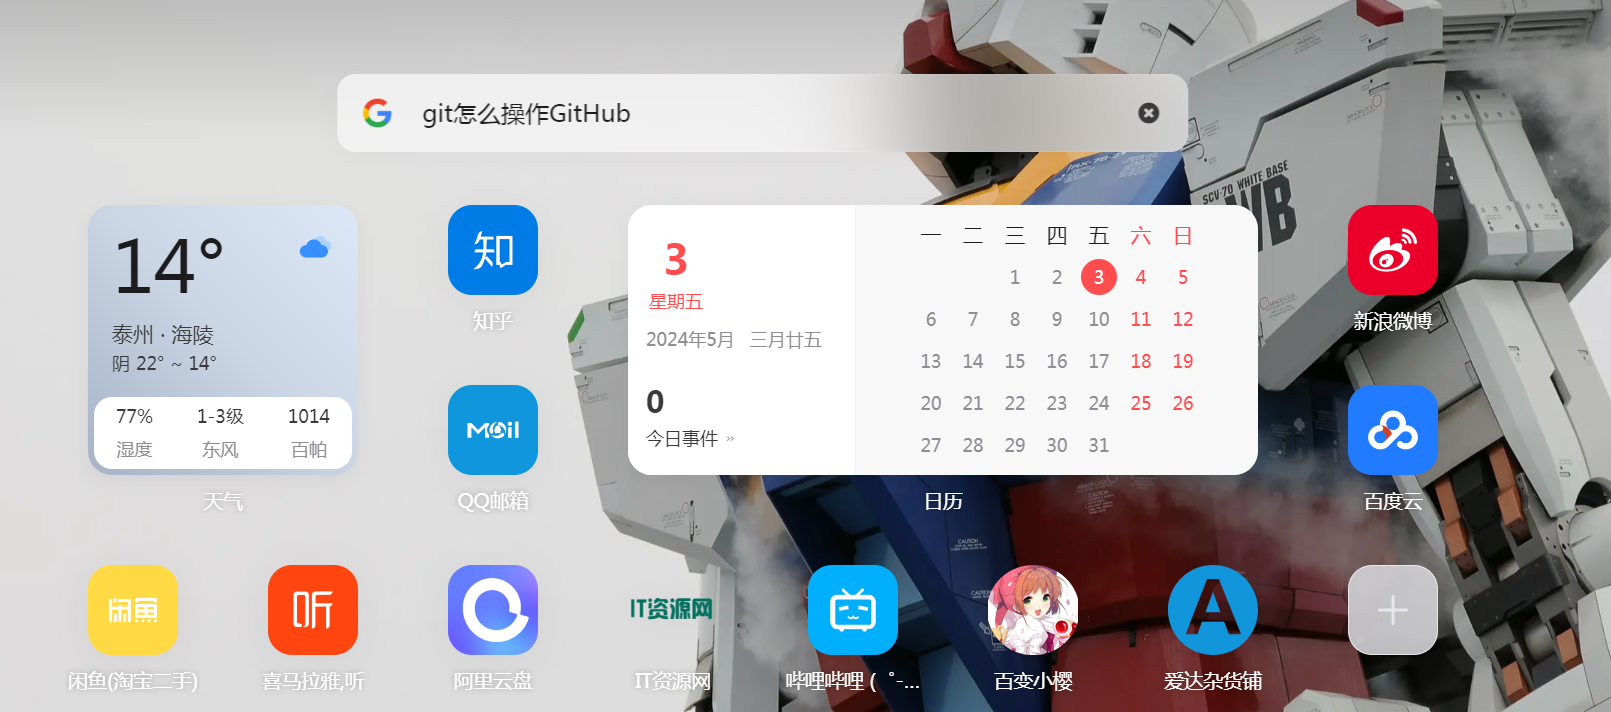 git怎么操作GitHub
14°
泰州 · 海陵
阴 22° ~ 14°
77% 1-3级 1014
湿度 东风 百帕
天气
知
知乎
Mail
QQ邮箱
3
星期五
2024年5月 三月廿五
0
今日事件 »
一 二 三 四 五 六 日
1 2 3 4 5
6 7 8 9 10 11 12
13 14 15 16 17 18 19
20 21 22 23 24 25 26
27 28 29 30 31
日历
新浪微博
百度云
SCV-70 WHITE BASE
WB
CAUTION
闲鱼
闲鱼(淘宝二手)
听
喜马拉雅,听
阿里云盘
IT资源网
IT资源网
哔哩哔哩 ( ゜-...
百变小樱
A
爱达杂货铺